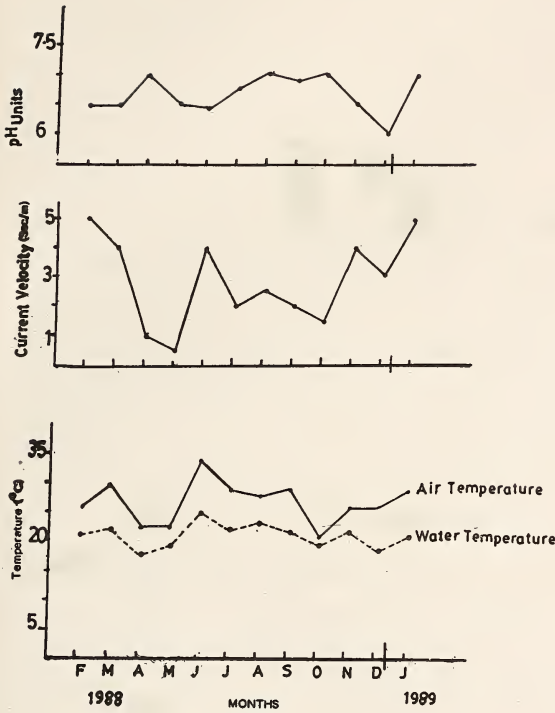 7.5
6
pH Units
5
3
1
Current Velocity (Sec/m)
35
20
5
Temperature (°C)
Air Temperature
Water Temperature
F M A M J J A S O N D J
1988 MONTHS 1989